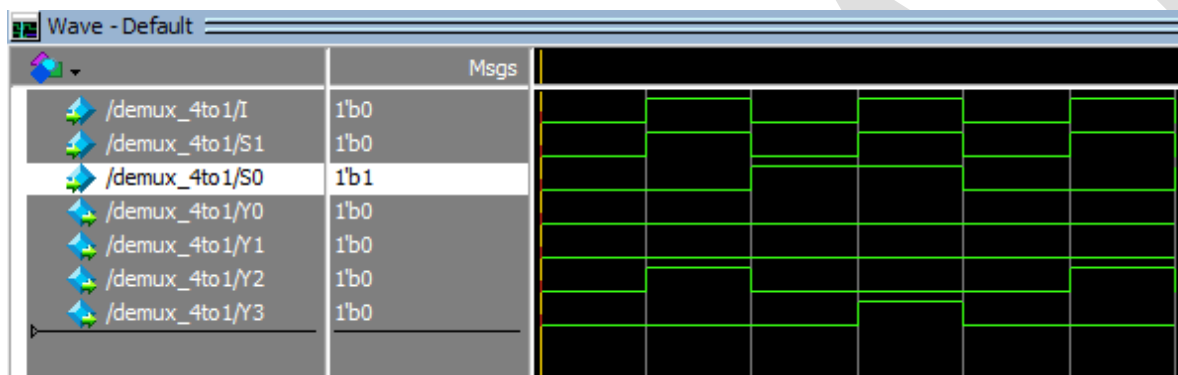 Wave - Default
Msgs
/demux_4to1/I 1'b0
/demux_4to1/S1 1'b0
/demux_4to1/S0 1'b1
/demux_4to1/Y0 1'b0
/demux_4to1/Y1 1'b0
/demux_4to1/Y2 1'b0
/demux_4to1/Y3 1'b0